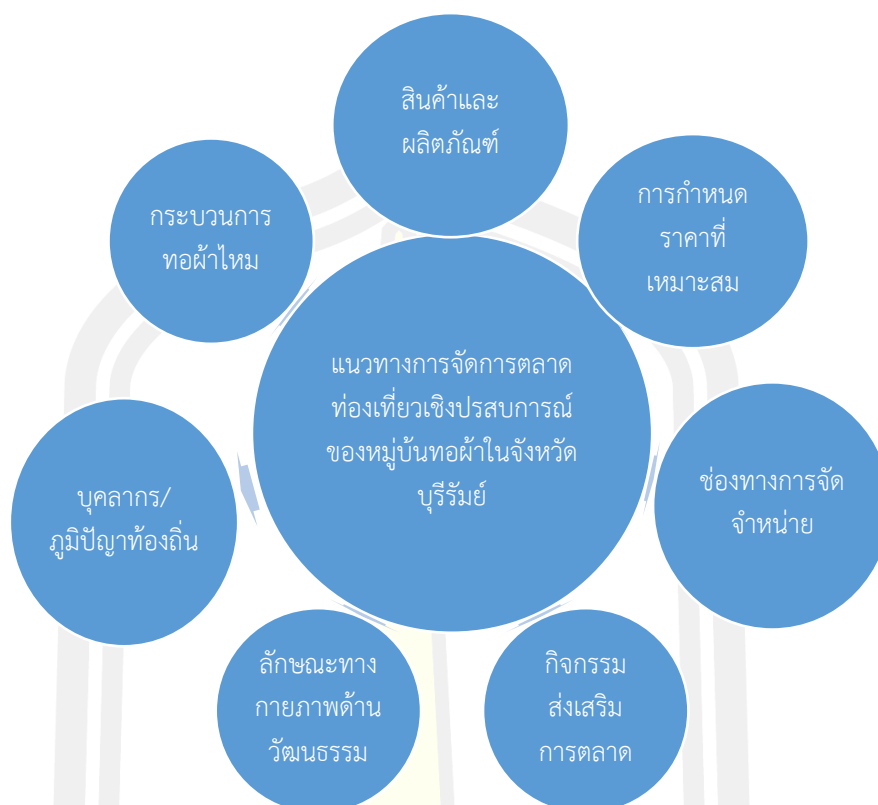 สินค้าและ
ผลิตภัณฑ์
การกำหนด
ราคาที่
เหมาะสม
กระบวนการ
ทอผ้าไหม
แนวทางการจัดการตลาด
ท่องเที่ยวเชิงปรสบการณ์
ของหมู่บ้นทอผ้าในจังหวัด
บุรีรัมย์
ช่องทางการจัด
จำหน่าย
บุคลากร/
ภูมิปัญาท้องถิ่น
ลักษณะทาง
กายภาพด้าน
วัฒนธรรม
กิจกรรม
ส่งเสริม
การตลาด